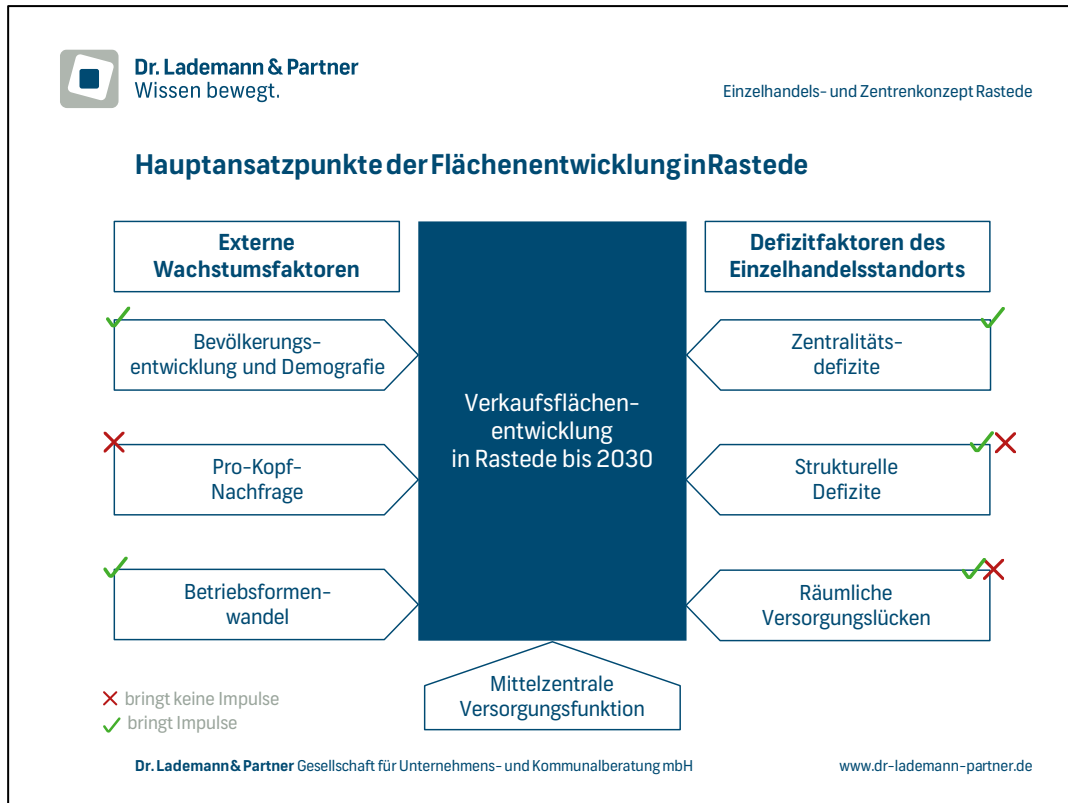 Dr. Lademann & Partner
Wissen bewegt.
Einzelhandels- und Zentrenkonzept Rastede
Hauptansatzpunkte der Flächenentwicklung in Rastede
Externe
Wachstumsfaktoren
Bevölkerungs-
entwicklung und Demografie
Pro-Kopf-
Nachfrage
Betriebsformen-
wandel
Verkaufsflächen-
entwicklung
in Rastede bis 2030
Mittelzentrale
Versorgungsfunktion
Defizitfaktoren des
Einzelhandelsstandorts
Zentralitäts-
defizite
Strukturelle
Defizite
Räumliche
Versorgungslücken
bringt keine Impulse
bringt Impulse
Dr. Lademann & Partner Gesellschaft für Unternehmens- und Kommunalberatung mbH
www.dr-lademann-partner.de